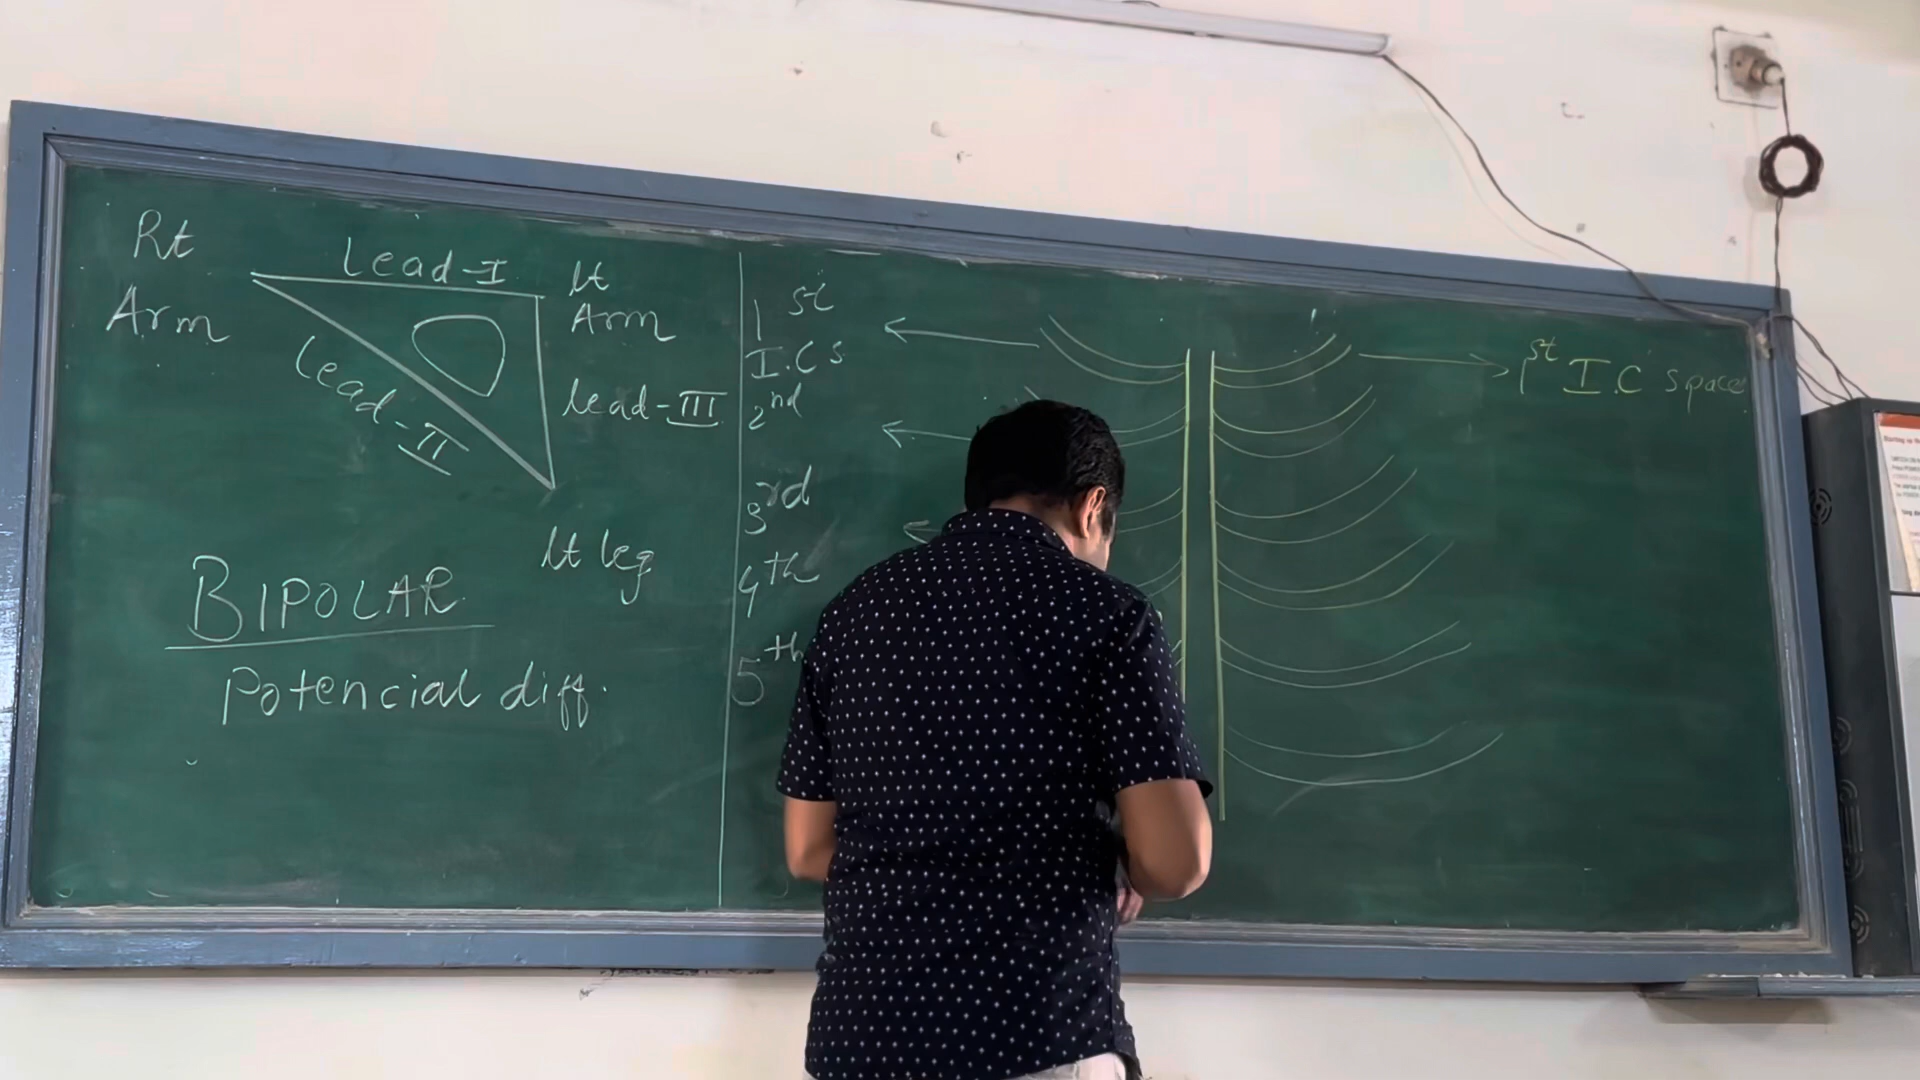 Rt
Arm
Lead-I
Lt
Arm
Lead-II
Lead-III
Lt leg
BIPOLAR
Potencial diff.
1st
I.Cs
2nd
3rd
4th
5th
1st I.C space